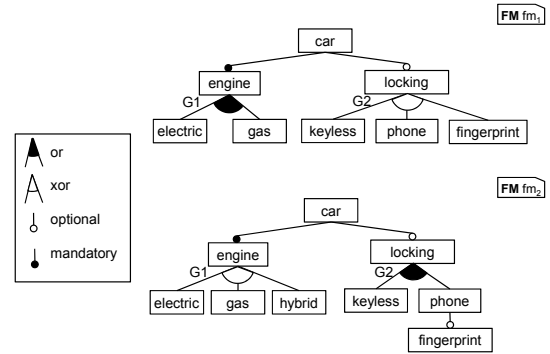 FM fm1
car
engine
locking
G1
G2
electric
gas
keyless
phone
fingerprint
or
xor
optional
mandatory
FM fm2
car
engine
locking
G1
G2
electric
gas
hybrid
keyless
phone
fingerprint